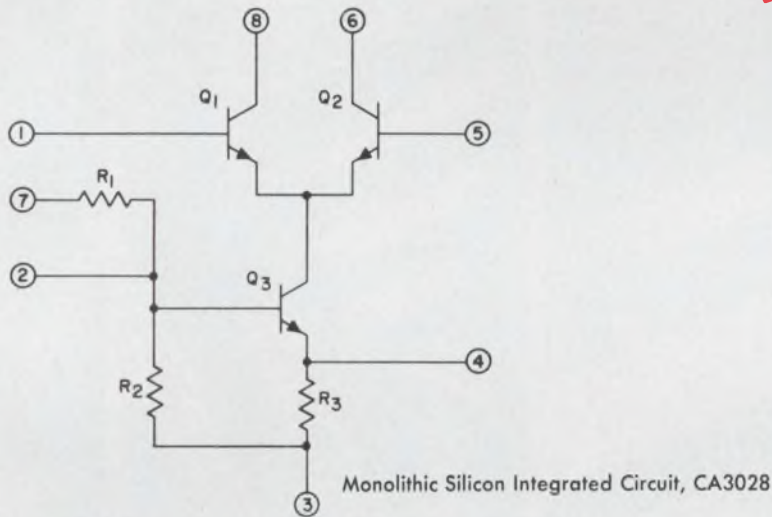 8 6
Q1 Q2
1 5
R1
7
2
Q3
4
R2 R3
3
Monolithic Silicon Integrated Circuit, CA3028